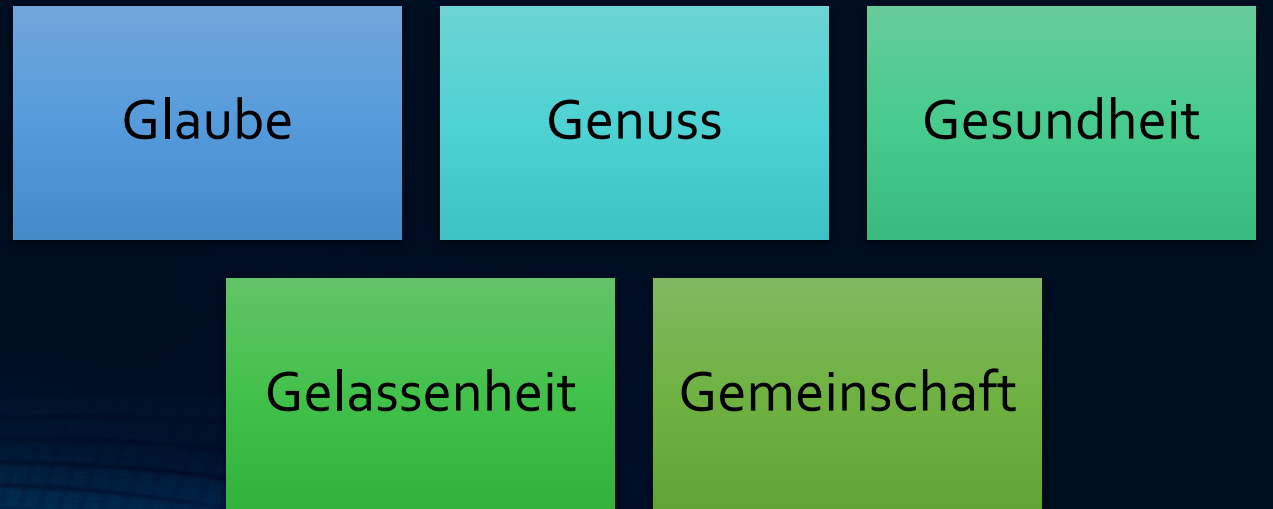 Glaube
Genuss
Gesundheit
Gelassenheit
Gemeinschaft